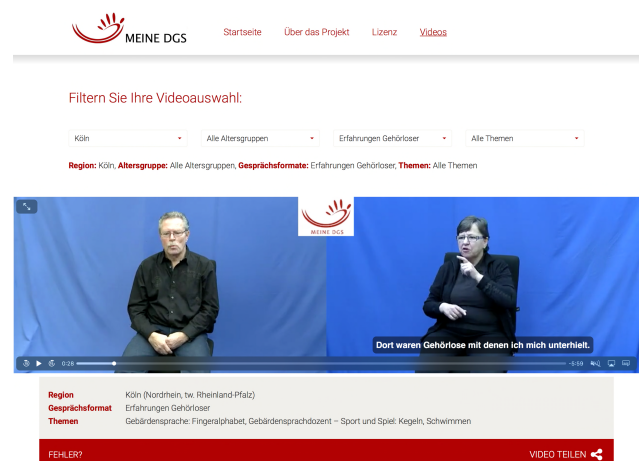 MEINE DGS
Startseite Über das Projekt Lizenz Videos
Filtern Sie Ihre Videoauswahl:
Köln Alle Altersgruppen Erfahrungen Gehörloser Alle Themen
Region: Köln, Altersgruppe: Alle Altersgruppen, Gesprächsformate: Erfahrungen Gehörloser, Themen: Alle Themen
MEINE DGS
Dort waren Gehörlose mit denen ich mich unterhielt.
0:28 -5:59
Region Köln (Nordrhein, tw. Rheinland-Pfalz)
Gesprächsformat Erfahrungen Gehörloser
Themen Gebärdensprache: Fingeralphabet, Gebärdensprachdozent – Sport und Spiel: Kegeln, Schwimmen
FEHLER? VIDEO TEILEN